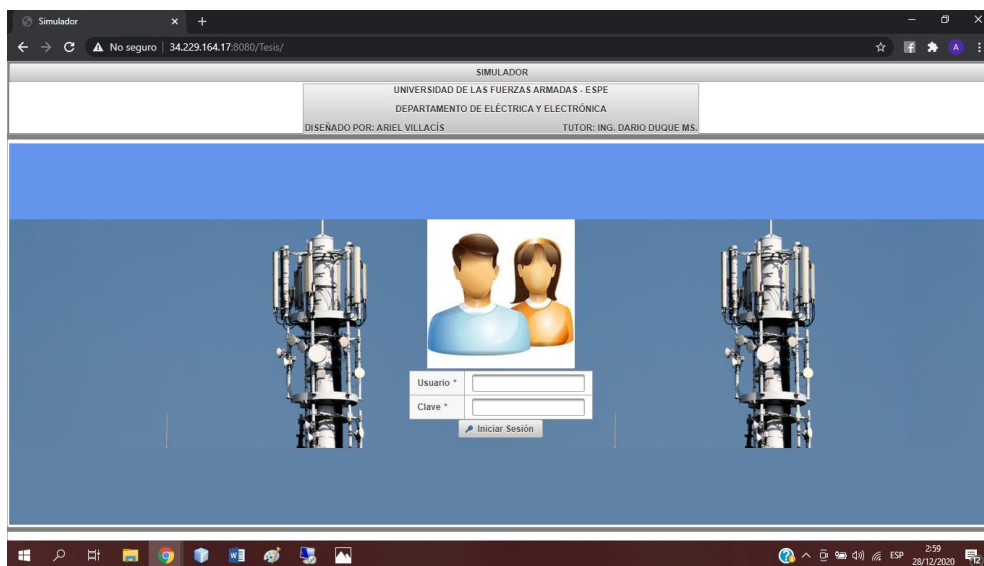 Simulador
No seguro | 34.229.164.17:8080/Tesis/
A
SIMULADOR
UNIVERSIDAD DE LAS FUERZAS ARMADAS - ESPE
DEPARTAMENTO DE ELÉCTRICA Y ELECTRÓNICA
DISEÑADO POR: ARIEL VILLACÍS TUTOR: ING. DARIO DUQUE MS.
Usuario *
Clave *
Iniciar Sesión
ESP
2:59
28/12/2020
12